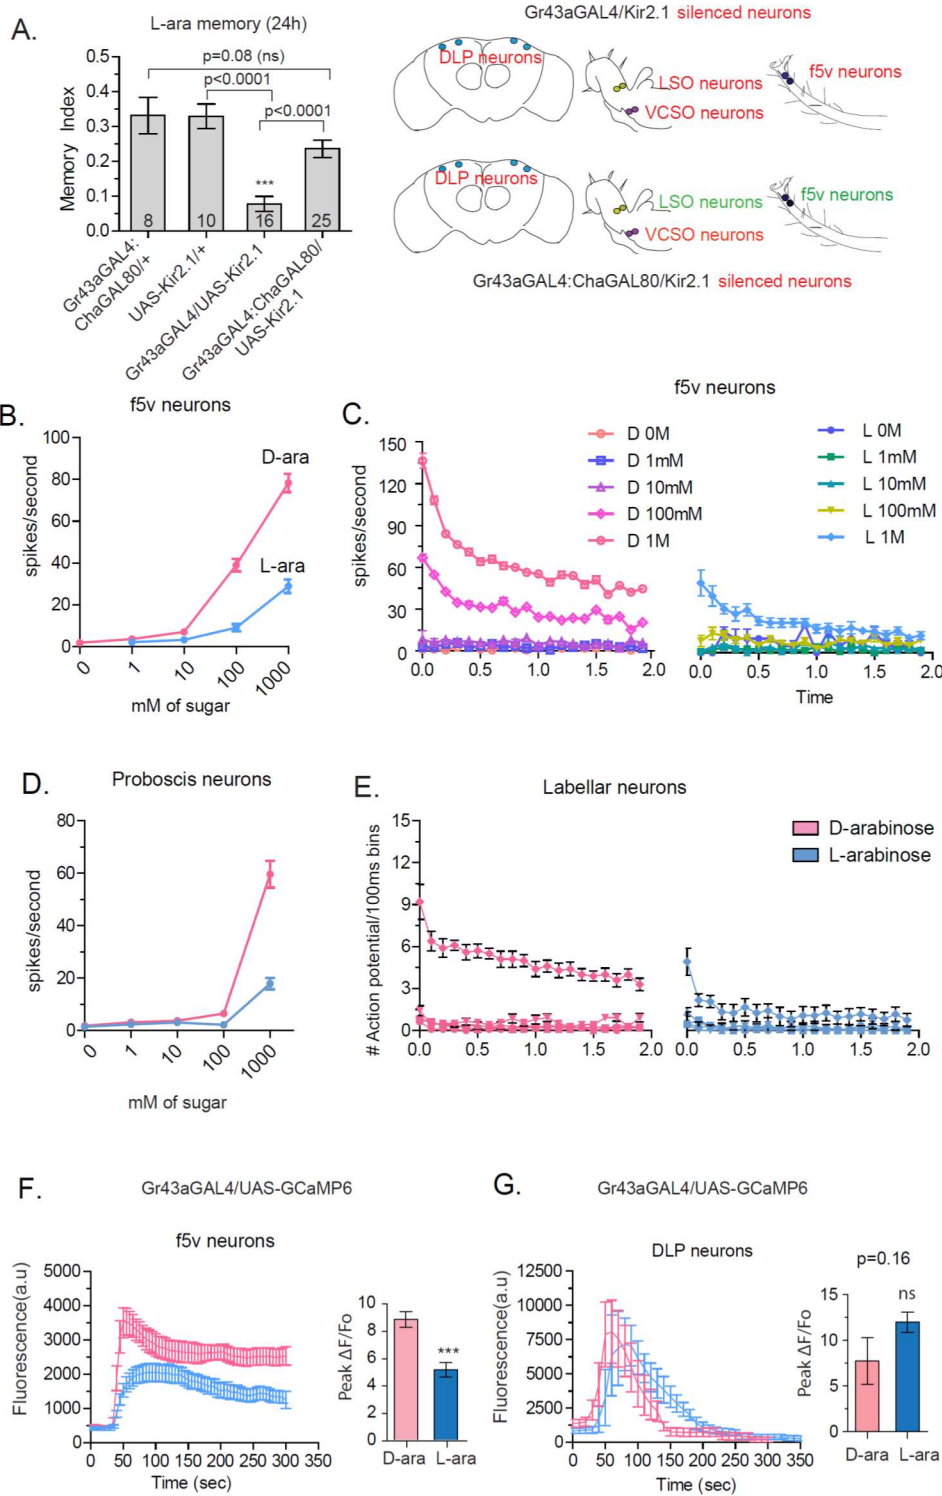 A.
L-ara memory (24h)
p=0.08 (ns)
p<0.0001
p<0.0001
***
Memory Index
0.5
0.4
0.3
0.2
0.1
0.0
8
10
16
25
Gr43aGAL4:
ChaGAL80/+
UAS-Kir2.1/+
Gr43aGAL4/UAS-Kir2.1
Gr43aGAL4:ChaGAL80/
UAS-Kir2.1
Gr43aGAL4/Kir2.1 silenced neurons
DLP neurons
LSO neurons
VCSO neurons
f5v neurons
DLP neurons
LSO neurons
VCSO neurons
f5v neurons
Gr43aGAL4:ChaGAL80/Kir2.1 silenced neurons
B.
f5v neurons
spikes/second
100
80
60
40
20
0
D-ara
L-ara
0
1
10
100
1000
mM of sugar
C.
f5v neurons
spikes/second
150
120
90
60
30
0
D 0M
D 1mM
D 10mM
D 100mM
D 1M
L 0M
L 1mM
L 10mM
L 100mM
L 1M
0.0 0.5 1.0 1.5 2.0
0.0 0.5 1.0 1.5 2.0
Time
D.
Proboscis neurons
spikes/second
80
60
40
20
0
0
1
10
100
1000
mM of sugar
E.
Labellar neurons
D-arabinose
L-arabinose
# Action potential/100ms bins
15
12
9
6
3
0
0.0 0.5 1.0 1.5 2.0
0.0 0.5 1.0 1.5 2.0
F.
Gr43aGAL4/UAS-GCaMP6
f5v neurons
Fluorescence(a.u)
5000
4000
3000
2000
1000
0
0 50 100 150 200 250 300 350
Time (sec)
Peak ΔF/Fo
10
8
6
4
2
0
***
D-ara L-ara
G.
Gr43aGAL4/UAS-GCaMP6
DLP neurons
Fluorescence(a.u)
12500
10000
7500
5000
2500
0
0 50 100 150 200 250 300 350
Time (sec)
p=0.16
ns
Peak ΔF/Fo
15
10
5
0
D-ara L-ara